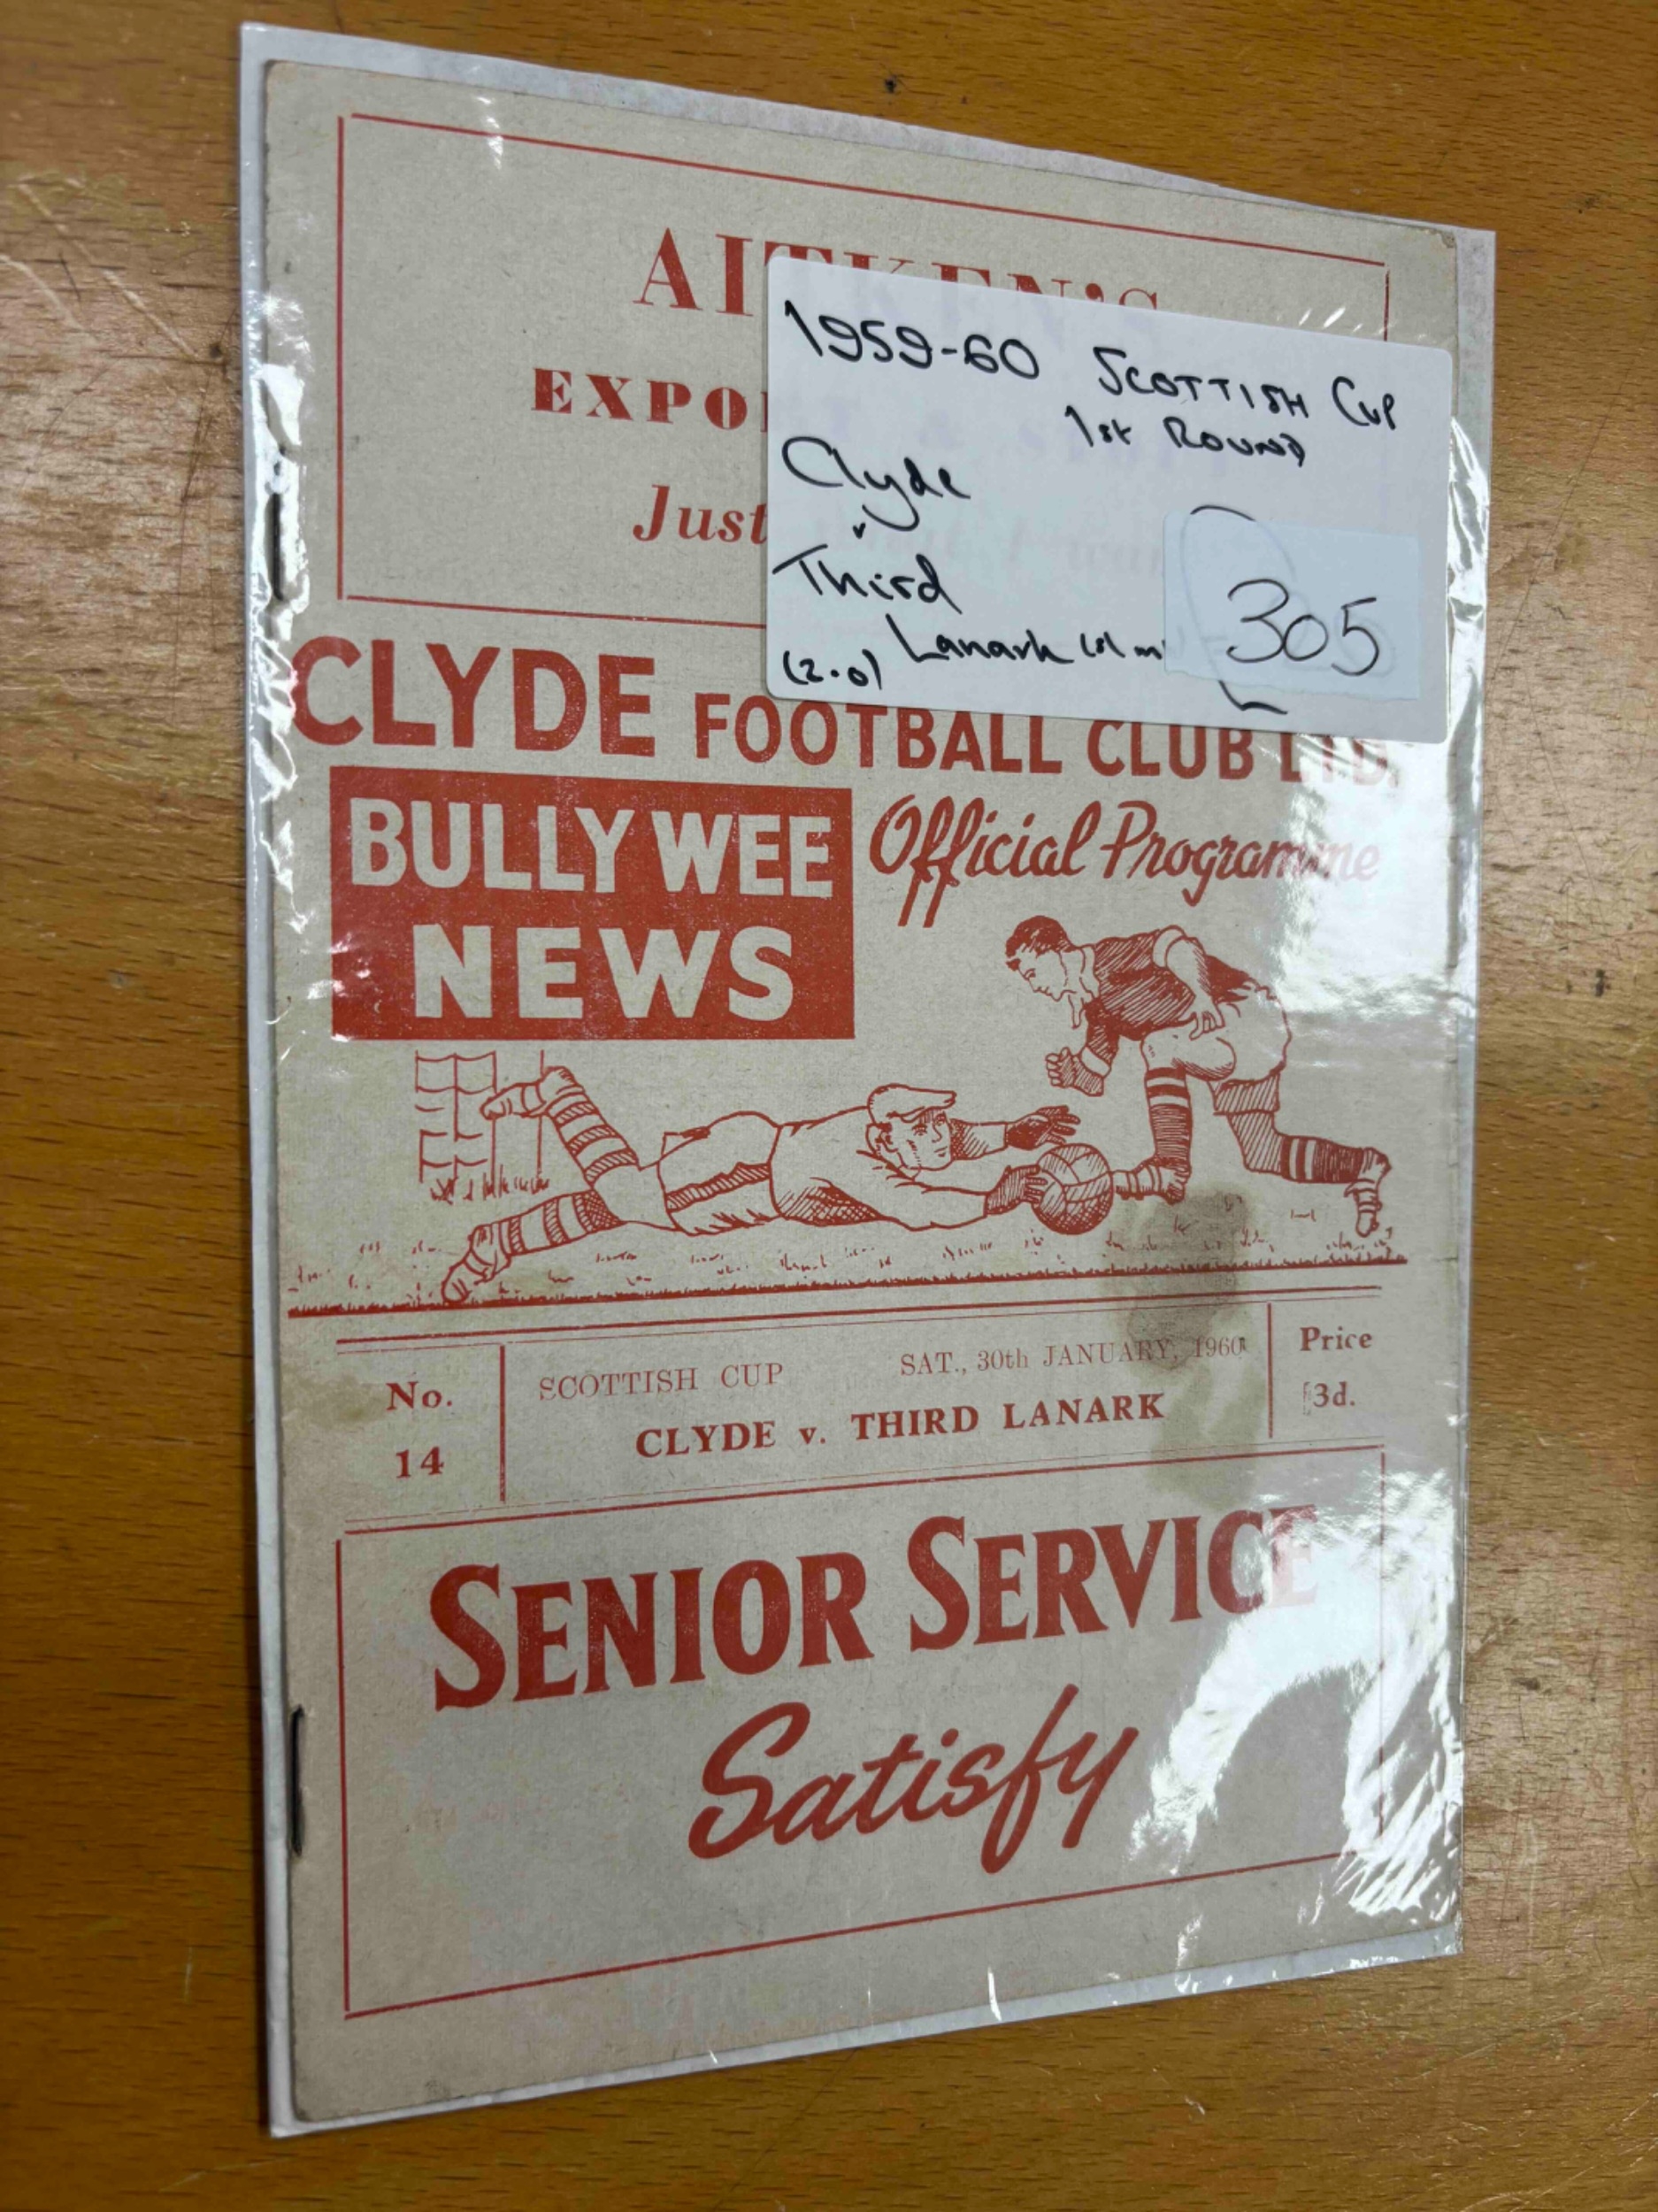 AITKEN'S
1959-60 SCOTTISH CUP
1st ROUND
EXPO
Clyde
v
Just
Third
Lanark
305
(2.0)
CLYDE FOOTBALL CLUB LTD.
BULLY WEE
NEWS
Official Programme
No.
14
SCOTTISH CUP SAT., 30th JANUARY, 1960
CLYDE v. THIRD LANARK
Price
3d.
SENIOR SERVICE
Satisfy